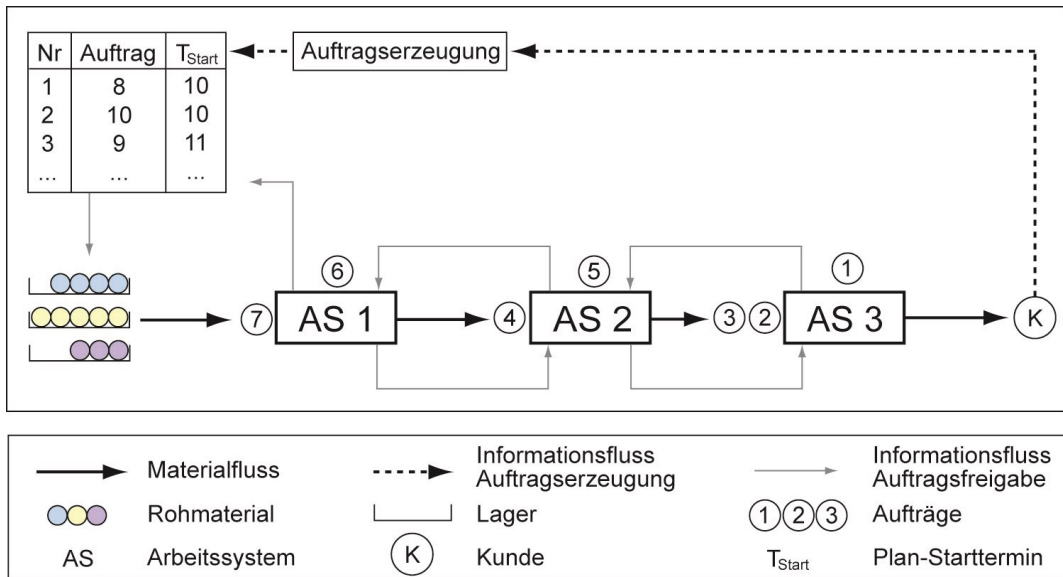 Nr Auftrag TStart
1 8 10
2 10 10
3 9 11
... ... ...
Auftragserzeugung
6 5 1
7 AS 1 4 AS 2 3 2 AS 3 K
Materialfluss
Informationsfluss
Auftragserzeugung
Informationsfluss
Auftragsfreigabe
Rohmaterial
Lager
1 2 3 Aufträge
AS Arbeitssystem
K Kunde
TStart Plan-Starttermin